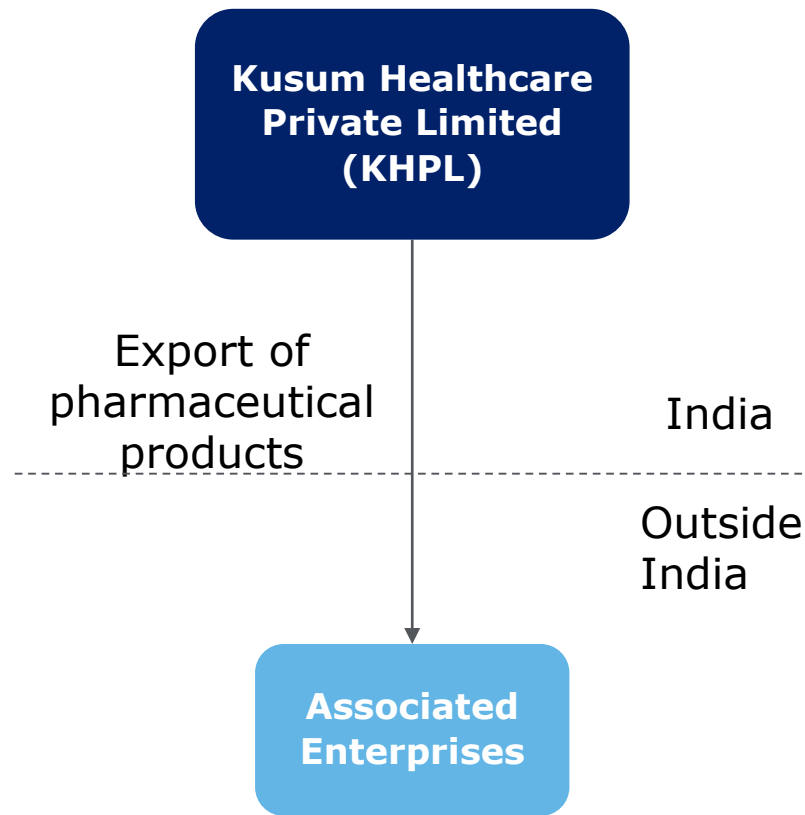 Kusum Healthcare
Private Limited
(KHPL)
Export of
pharmaceutical
products
India
Outside
India
Associated
Enterprises